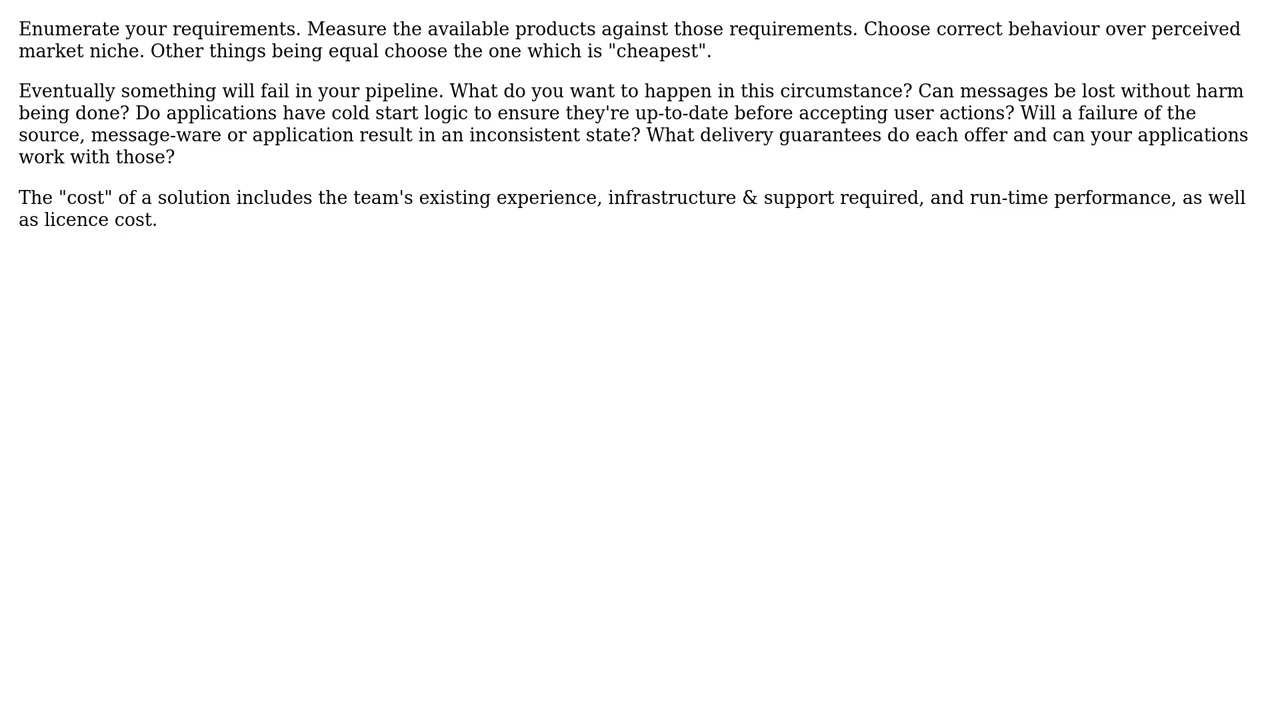 Enumerate your requirements. Measure the available products against those requirements. Choose correct behaviour over perceived
market niche. Other things being equal choose the one which is "cheapest".
Eventually something will fail in your pipeline. What do you want to happen in this circumstance? Can messages be lost without harm
being done? Do applications have cold start logic to ensure they're up-to-date before accepting user actions? Will a failure of the
source, message-ware or application result in an inconsistent state? What delivery guarantees do each offer and can your applications
work with those?
The "cost" of a solution includes the team's existing experience, infrastructure & support required, and run-time performance, as well
as licence cost.